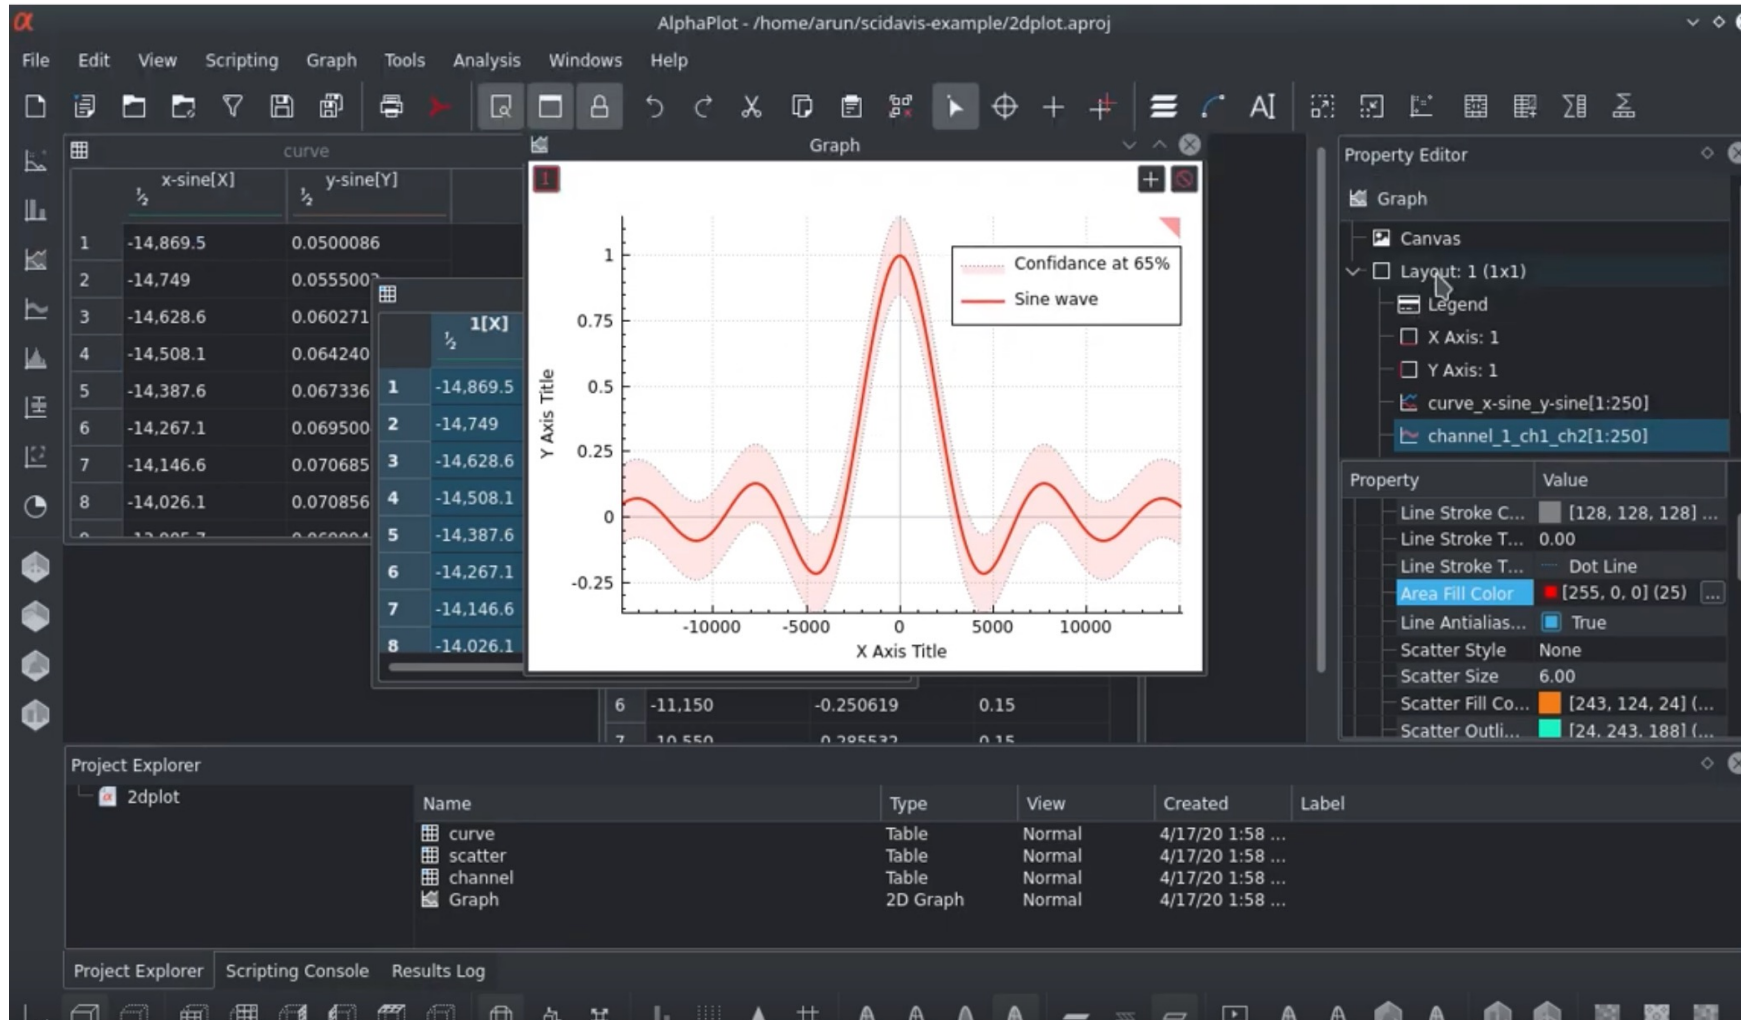 AlphaPlot - /home/arun/scidavis-example/2dplot.aproj
File Edit View Scripting Graph Tools Analysis Windows Help
curve
x-sine[X] y-sine[Y]
1 -14,869.5 0.0500086
2 -14,749 0.055500
3 -14,628.6 0.060271
4 -14,508.1 0.064240
5 -14,387.6 0.067336
6 -14,267.1 0.069500
7 -14,146.6 0.070685
8 -14,026.1 0.070856
1[X]
1 -14,869.5
2 -14,749
3 -14,628.6
4 -14,508.1
5 -14,387.6
6 -14,267.1
7 -14,146.6
8 -14,026.1
Graph
1
Confidance at 65%
Sine wave
Y Axis Title
1
0.75
0.5
0.25
0
-0.25
-10000 -5000 0 5000 10000
X Axis Title
6 -11,150 -0.250619 0.15
7 -10,550 -0.285532 0.15
Property Editor
Graph
Canvas
Layout: 1 (1x1)
Legend
X Axis: 1
Y Axis: 1
curve_x-sine_y-sine[1:250]
channel_1_ch1_ch2[1:250]
Property Value
Line Stroke C... [128, 128, 128] ...
Line Stroke T... 0.00
Line Stroke T... Dot Line
Area Fill Color [255, 0, 0] (25) ...
Line Antialias... True
Scatter Style None
Scatter Size 6.00
Scatter Fill Co... [243, 124, 24] (...
Scatter Outli... [24, 243, 188] (...
Project Explorer
2dplot
Name Type View Created Label
curve Table Normal 4/17/20 1:58 ...
scatter Table Normal 4/17/20 1:58 ...
channel Table Normal 4/17/20 1:58 ...
Graph 2D Graph Normal 4/17/20 1:58 ...
Project Explorer Scripting Console Results Log